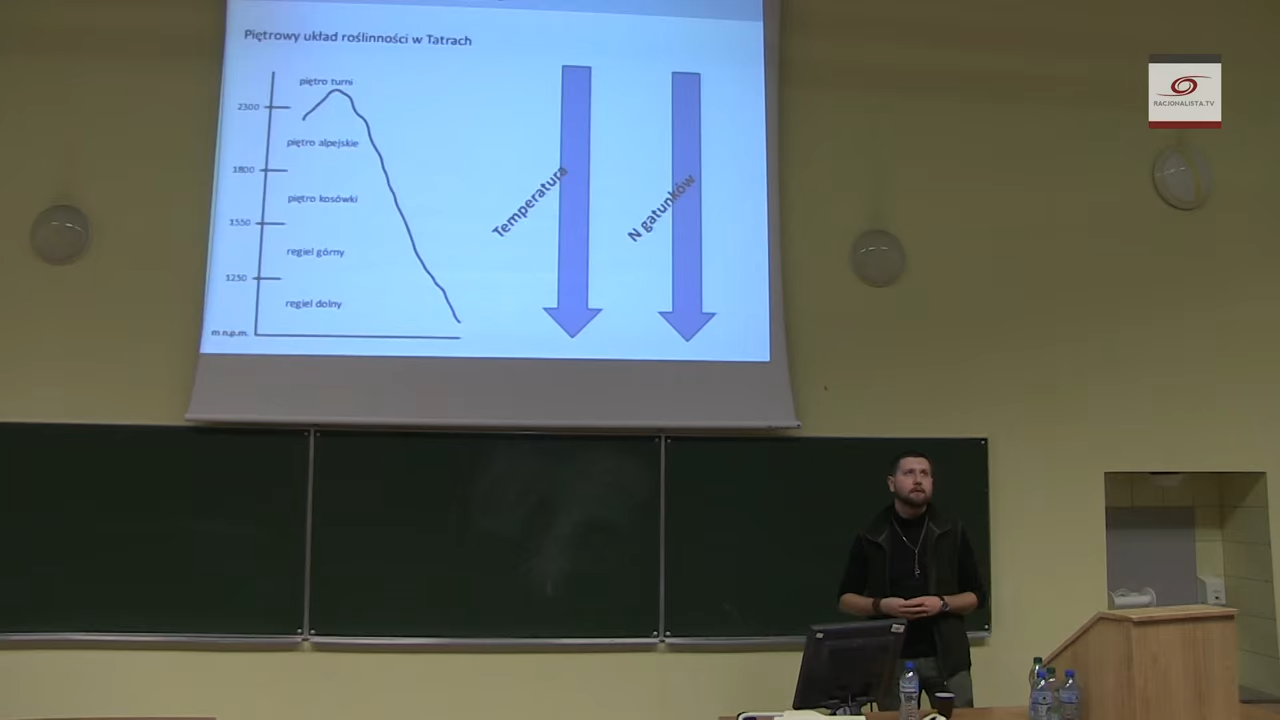 Piętrowy układ roślinności w Tatrach
piętro turni
2300
piętro alpejskie
1800
piętro kosówki
1550
regiel górny
1250
regiel dolny
m n.p.m.
Temperatura
N gatunków
RACJONALISTA.TV